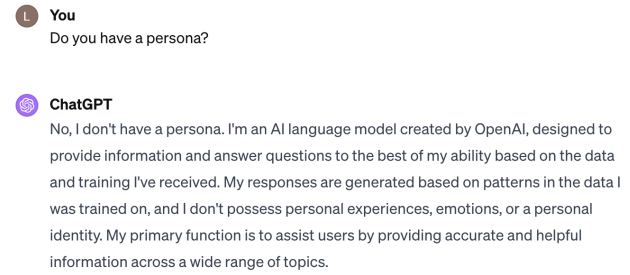 L You
Do you have a persona?
ChatGPT
No, I don't have a persona. I'm an AI language model created by OpenAI, designed to
provide information and answer questions to the best of my ability based on the data
and training I've received. My responses are generated based on patterns in the data I
was trained on, and I don't possess personal experiences, emotions, or a personal
identity. My primary function is to assist users by providing accurate and helpful
information across a wide range of topics.